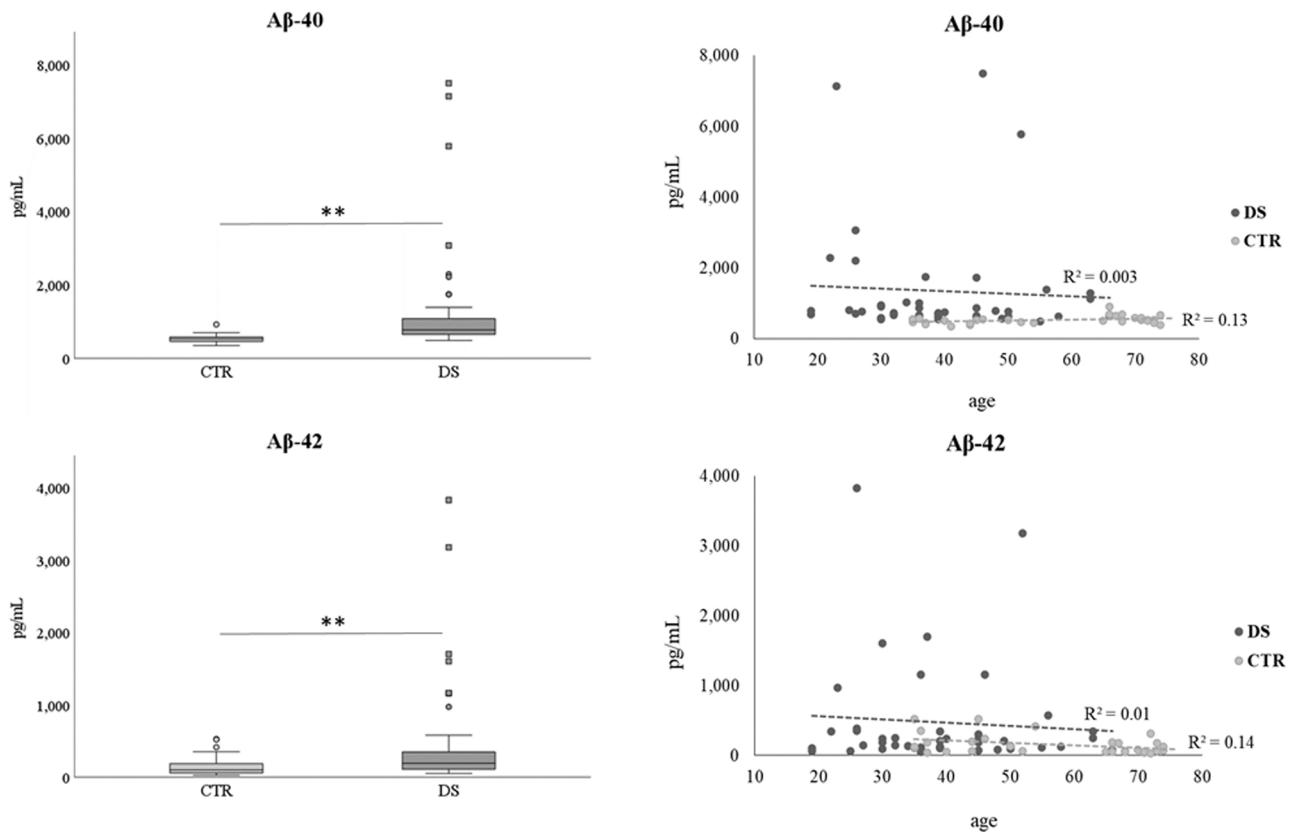 Aβ-40
8,000
6,000
4,000
2,000
0
pg/mL
**
CTR DS
Aβ-40
8,000
6,000
4,000
2,000
0
pg/mL
10 20 30 40 50 60 70 80
age
R² = 0.003
R² = 0.13
DS
CTR
Aβ-42
4,000
3,000
2,000
1,000
0
pg/mL
**
CTR DS
Aβ-42
4,000
3,000
2,000
1,000
0
pg/mL
10 20 30 40 50 60 70 80
age
R² = 0.01
R² = 0.14
DS
CTR